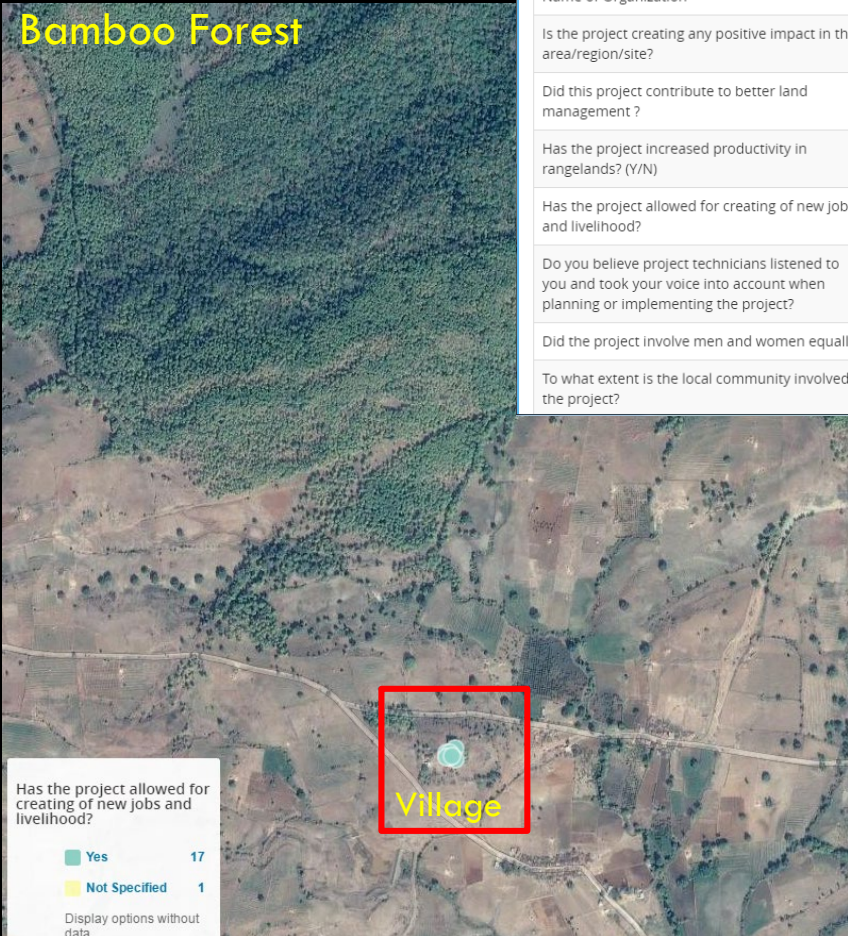 Bamboo Forest
Is the project creating any positive impact in th
area/region/site?
Did this project contribute to better land
management ?
Has the project increased productivity in
rangelands? (Y/N)
Has the project allowed for creating of new job
and livelihood?
Do you believe project technicians listened to
you and took your voice into account when
planning or implementing the project?
Did the project involve men and women equall
To what extent is the local community involved
the project?
Village
Has the project allowed for
creating of new jobs and
livelihood?
Yes 17
Not Specified 1
Display options without
data